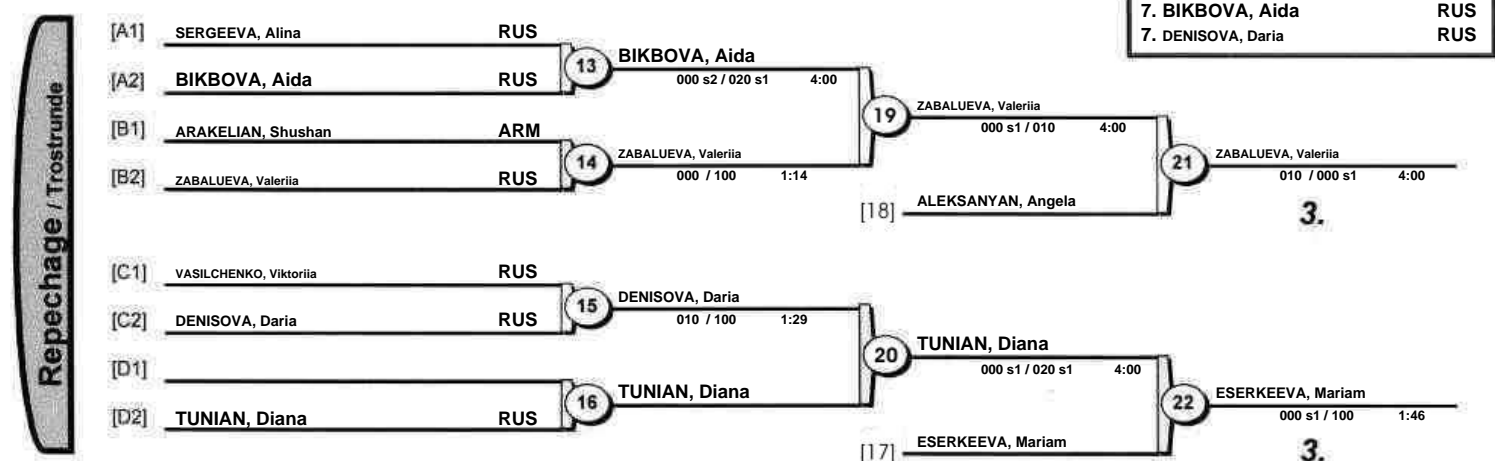 7. BIKBOVA, Aida RUS
7. DENISOVA, Daria RUS
Repechage / Trostrunde
[A1] SERGEEVA, Alina RUS
[A2] BIKBOVA, Aida RUS
13 BIKBOVA, Aida
000 s2 / 020 s1 4:00
[B1] ARAKELIAN, Shushan ARM
[B2] ZABALUEVA, Valeriia RUS
14 ZABALUEVA, Valeriia
000 / 100 1:14
19 ZABALUEVA, Valeriia
000 s1 / 010 4:00
[18] ALEKSANYAN, Angela
21 ZABALUEVA, Valeriia
010 / 000 s1 4:00
3.
[C1] VASILCHENKO, Viktoriia RUS
[C2] DENISOVA, Daria RUS
15 DENISOVA, Daria
010 / 100 1:29
[D1]
[D2] TUNIAN, Diana RUS
16 TUNIAN, Diana
20 TUNIAN, Diana
000 s1 / 020 s1 4:00
[17] ESERKEEVA, Mariam
22 ESERKEEVA, Mariam
000 s1 / 100 1:46
3.